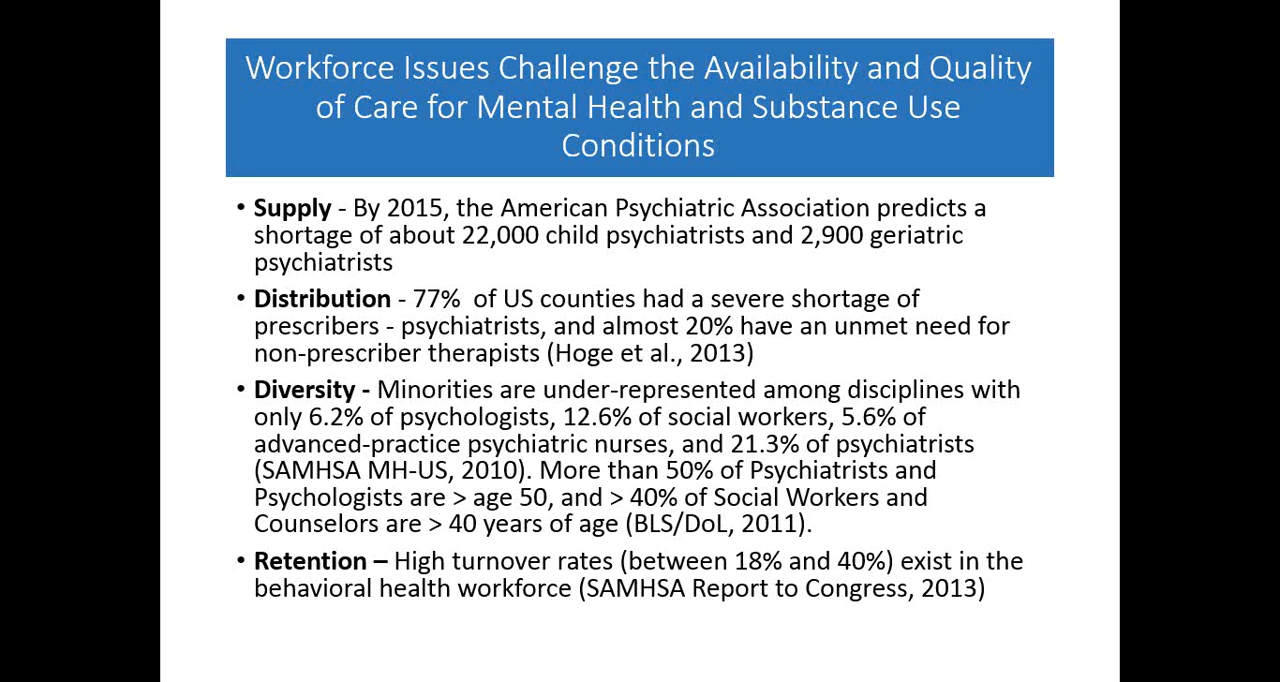 Workforce Issues Challenge the Availability and Quality
of Care for Mental Health and Substance Use
Conditions
• Supply - By 2015, the American Psychiatric Association predicts a
shortage of about 22,000 child psychiatrists and 2,900 geriatric
psychiatrists
• Distribution - 77%  of US counties had a severe shortage of
prescribers - psychiatrists, and almost 20% have an unmet need for
non-prescriber therapists (Hoge et al., 2013)
• Diversity - Minorities are under-represented among disciplines with
only 6.2% of psychologists, 12.6% of social workers, 5.6% of
advanced-practice psychiatric nurses, and 21.3% of psychiatrists
(SAMHSA MH-US, 2010). More than 50% of Psychiatrists and
Psychologists are > age 50, and > 40% of Social Workers and
Counselors are > 40 years of age (BLS/DoL, 2011).
• Retention – High turnover rates (between 18% and 40%) exist in the
behavioral health workforce (SAMHSA Report to Congress, 2013)